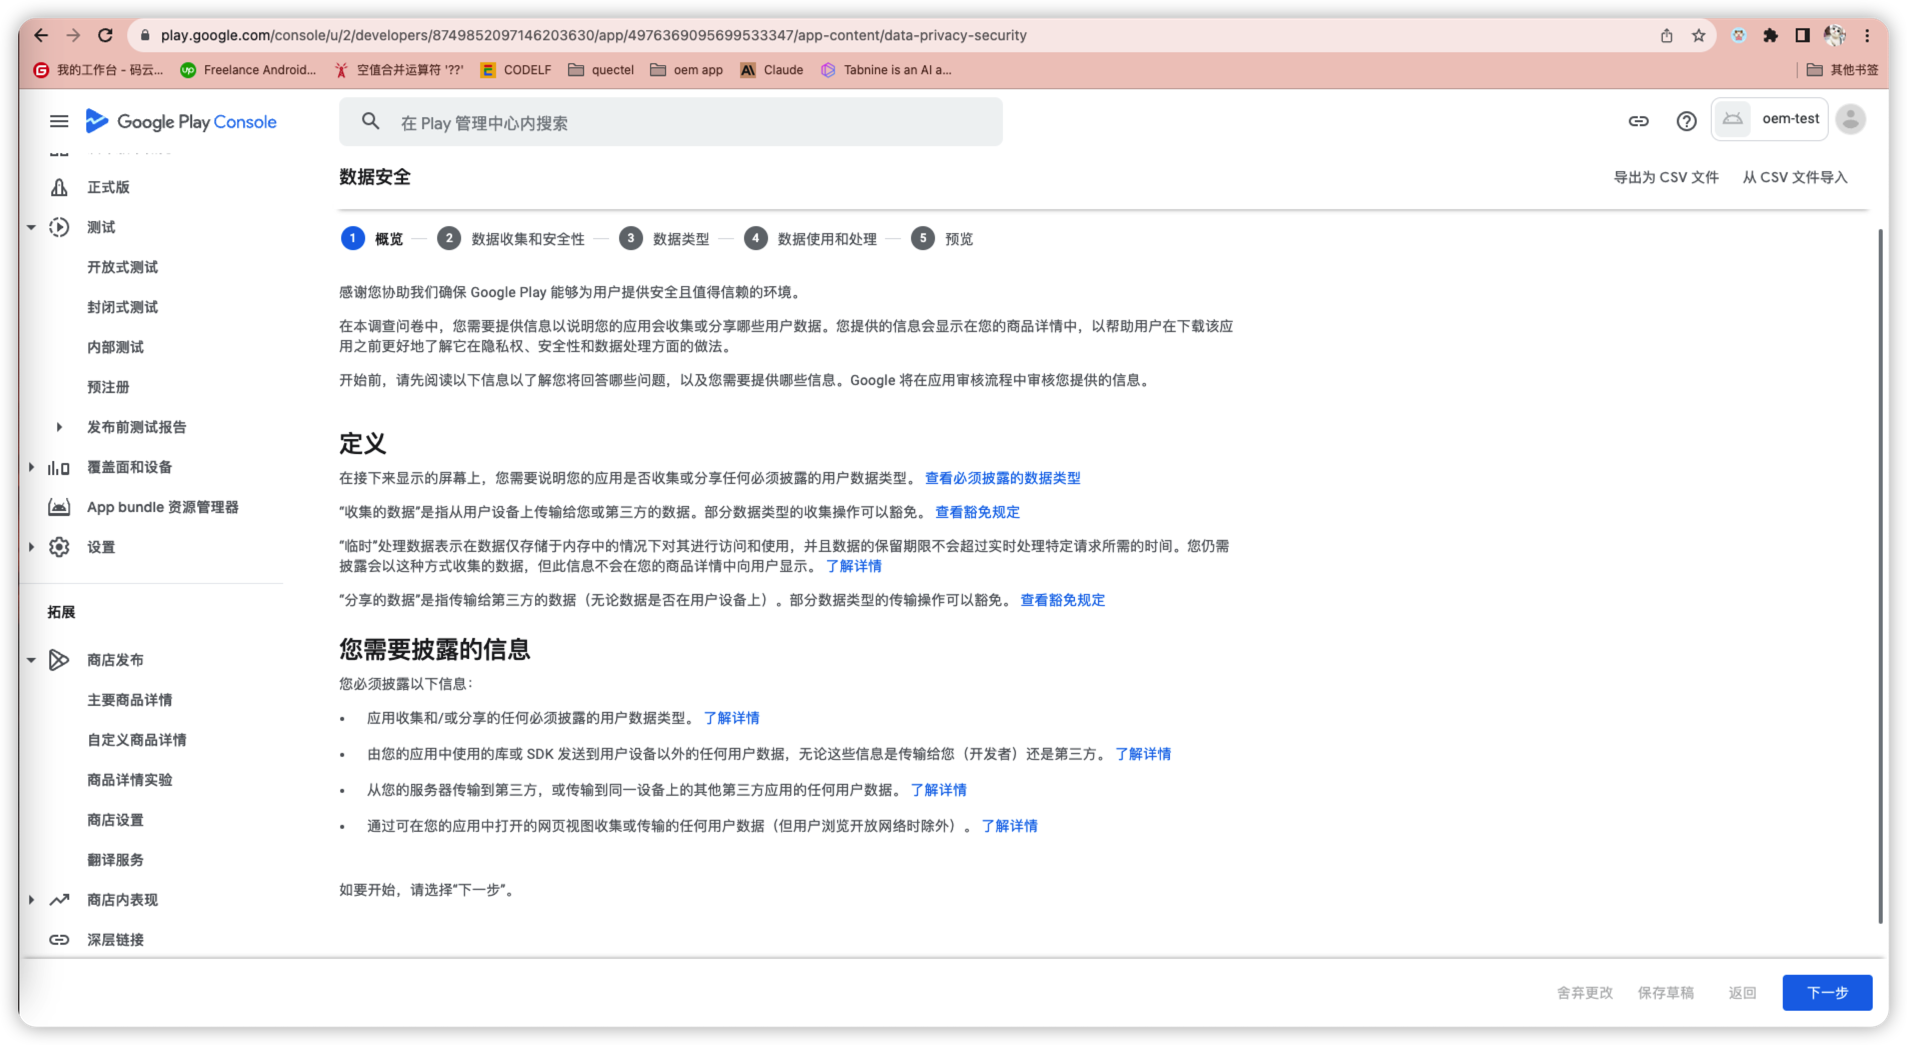 play.google.com/console/u/2/developers/8749852097146203630/app/4976369095699533347/app-content/data-privacy-security
我的工作台 - 码云...
Freelance Android...
空值合并运算符 '??'
CODELF
quectel
oem app
Claude
Tabnine is an AI a...
其他书签
Google Play Console
在 Play 管理中心内搜索
oem-test
正式版
测试
开放式测试
封闭式测试
内部测试
预注册
发布前测试报告
覆盖面和设备
App bundle 资源管理器
设置
拓展
商店发布
主要商品详情
自定义商品详情
商品详情实验
商店设置
翻译服务
商店内表现
深层链接
数据安全
导出为 CSV 文件
从 CSV 文件导入
1 概览 2 数据收集和安全性 3 数据类型 4 数据使用和处理 5 预览
感谢您协助我们确保 Google Play 能够为用户提供安全且值得信赖的环境。
在本调查问卷中，您需要提供信息以说明您的应用会收集或分享哪些用户数据。您提供的信息会显示在您的商品详情中，以帮助用户在下载该应
用之前更好地了解它在隐私权、安全性和数据处理方面的做法。
开始前，请先阅读以下信息以了解您将回答哪些问题，以及您需要提供哪些信息。Google 将在应用审核流程中审核您提供的信息。
定义
在接下来显示的屏幕上，您需要说明您的应用是否收集或分享任何必须披露的用户数据类型。 查看必须披露的数据类型
“收集的数据”是指从用户设备上传输给您或第三方的数据。部分数据类型的收集操作可以豁免。 查看豁免规定
“临时”处理数据表示在数据仅存储于内存中的情况下对其进行访问和使用，并且数据的保留期限不会超过实时处理特定请求所需的时间。您仍需
披露会以这种方式收集的数据，但此信息不会在您的商品详情中向用户显示。 了解详情
“分享的数据”是指传输给第三方的数据（无论数据是否在用户设备上）。部分数据类型的传输操作可以豁免。 查看豁免规定
您需要披露的信息
您必须披露以下信息：
• 应用收集和/或分享的任何必须披露的用户数据类型。 了解详情
• 由您的应用中使用的库或 SDK 发送到用户设备以外的任何用户数据，无论这些信息是传输给您（开发者）还是第三方。 了解详情
• 从您的服务器传输到第三方，或传输到同一设备上的其他第三方应用的任何用户数据。 了解详情
• 通过可在您的应用中打开的网页视图收集或传输的任何用户数据（但用户浏览开放网络时除外）。 了解详情
如要开始，请选择“下一步”。
舍弃更改
保存草稿
返回
下一步